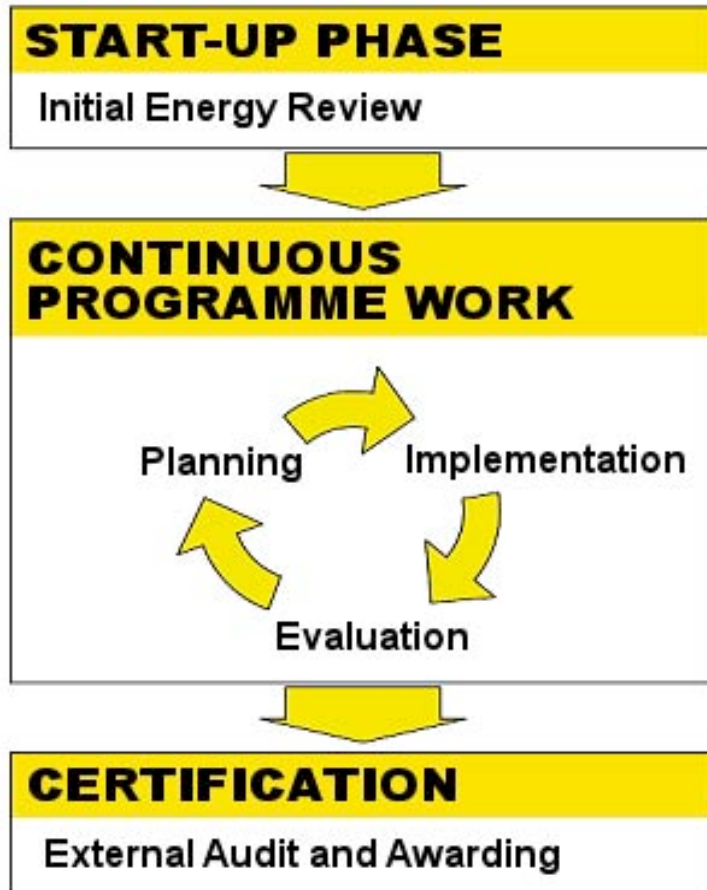 START-UP PHASE
Initial Energy Review
CONTINUOUS
PROGRAMME WORK
Planning
Implementation
Evaluation
CERTIFICATION
External Audit and Awarding